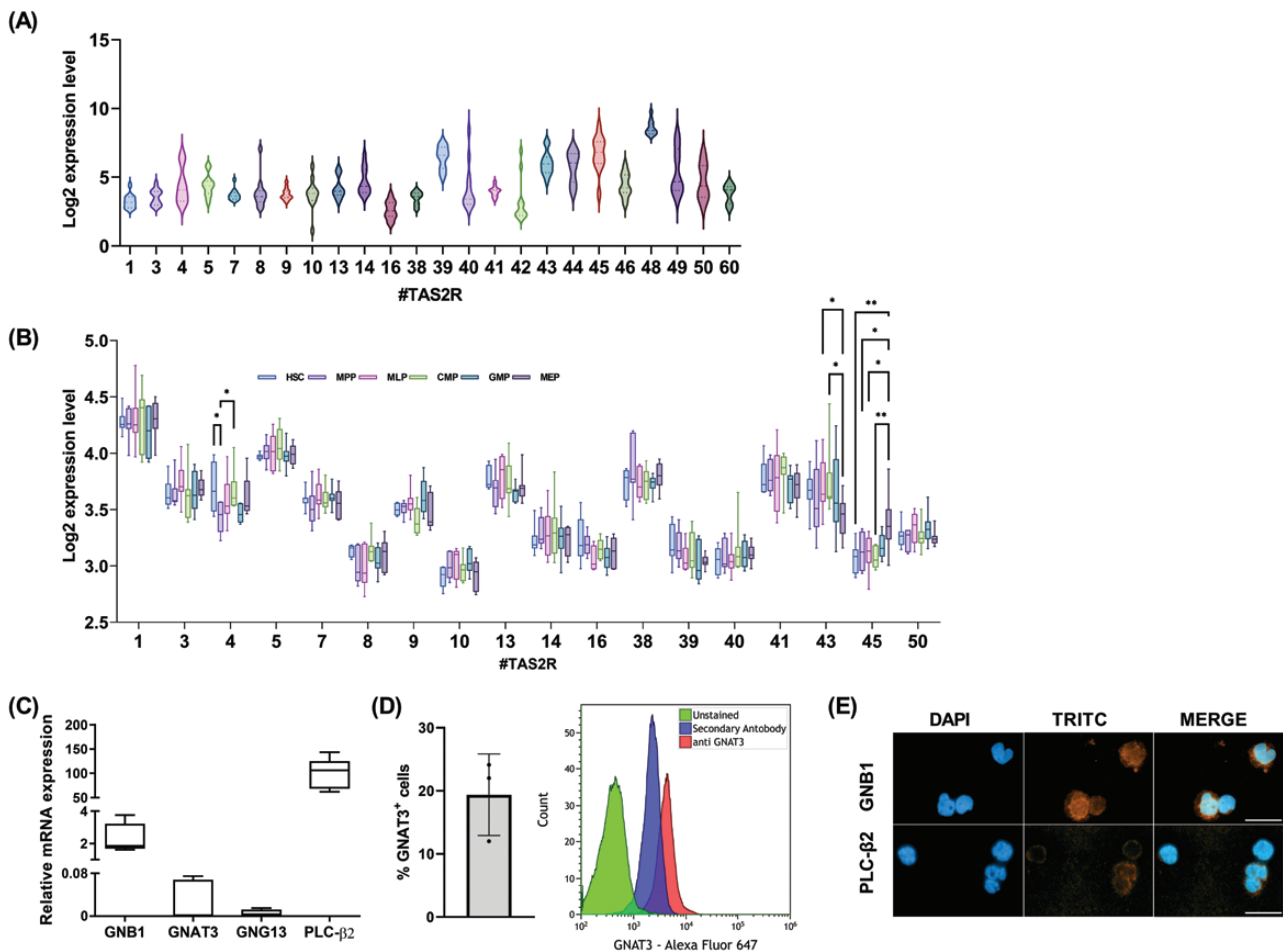 (A)
Log2 expression level
15
10
5
0
1 3 4 5 7 8 9 10 13 14 16 38 39 40 41 42 43 44 45 46 48 49 50 60
#TAS2R
(B)
Log2 expression level
5.0
4.5
4.0
3.5
3.0
2.5
HSC MPP MLP CMP GMP MEP
* * * * ** * * **
1 3 4 5 7 8 9 10 13 14 16 38 39 40 41 43 45 50
#TAS2R
(C)
Relative mRNA expression
200
150
100
50
0
4
2
0
0.08
0
GNB1 GNAT3 GNG13 PLC-β2
(D)
% GNAT3+ cells
30
20
10
0
Count
50
40
30
20
10
0
Unstained
Secondary Antobody
anti GNAT3
10² 10³ 10⁴ 10⁵ 10⁶
GNAT3 - Alexa Fluor 647
(E)
DAPI TRITC MERGE
GNB1
PLC-β2